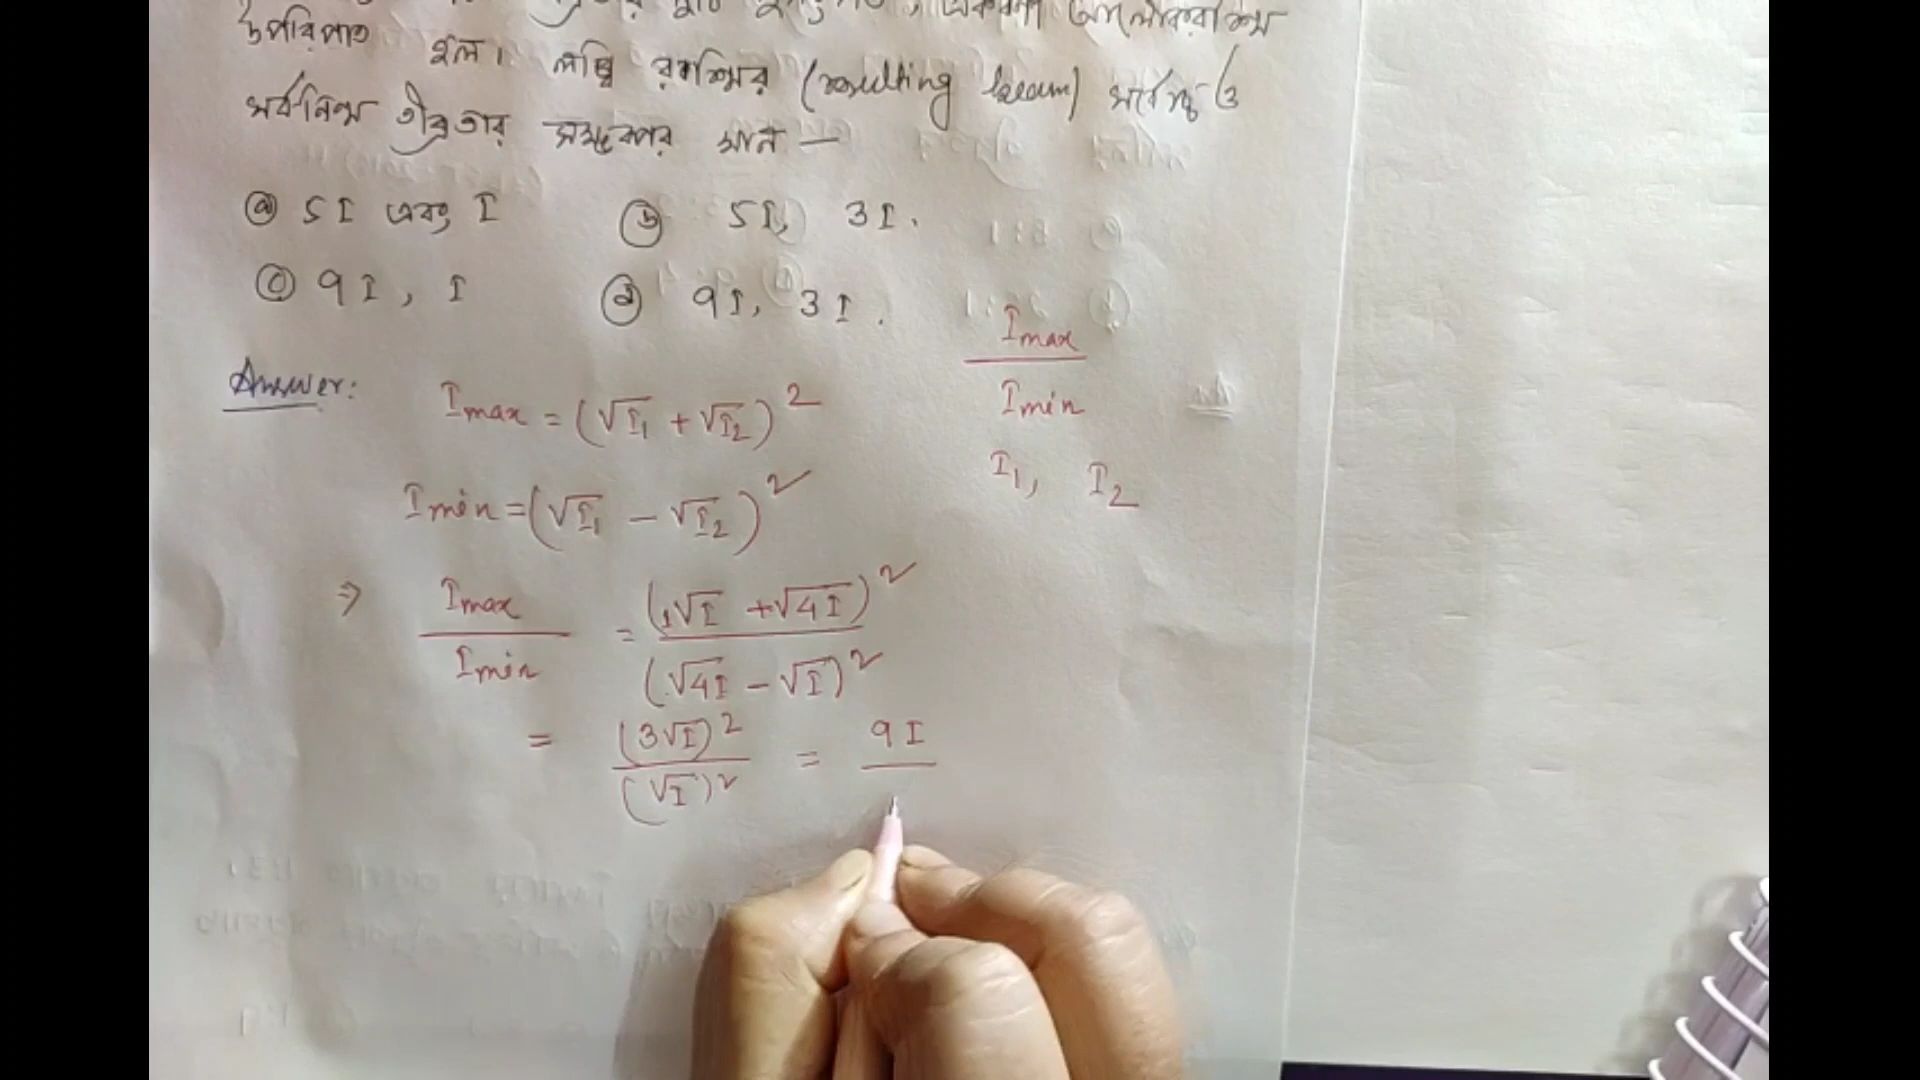 উপরিপাত হল। লব্ধি রশ্মির (resulting beam) সর্বোচ্চ ও
সর্বনিম্ন তীব্রতার সম্ভাব্য মান —
ⓐ 5I এবং I ⓑ 5I, 3I.
ⓒ 9I, I ⓓ 9I, 3I.
Answer: Imax = (√I₁ + √I₂)²
Imin = (√I₁ - √I₂)²
Imax / Imin
I₁, I₂
⇒ Imax / Imin = (√I + √4I)² / (√4I - √I)²
= (3√I)² / (√I)² = 9I